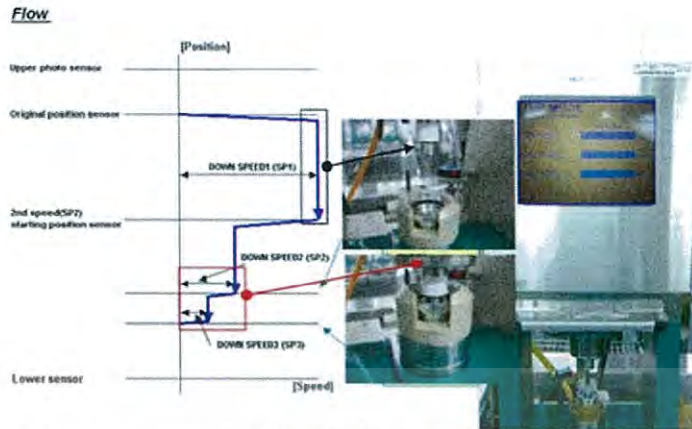 Flow
[Position]
Upper photo sensor
Original position sensor
DOWN SPEED1 (SP1)
2nd speed(SP2)
starting position sensor
DOWN SPEED2 (SP2)
DOWN SPEED3 (SP3)
Lower sensor
[Speed]